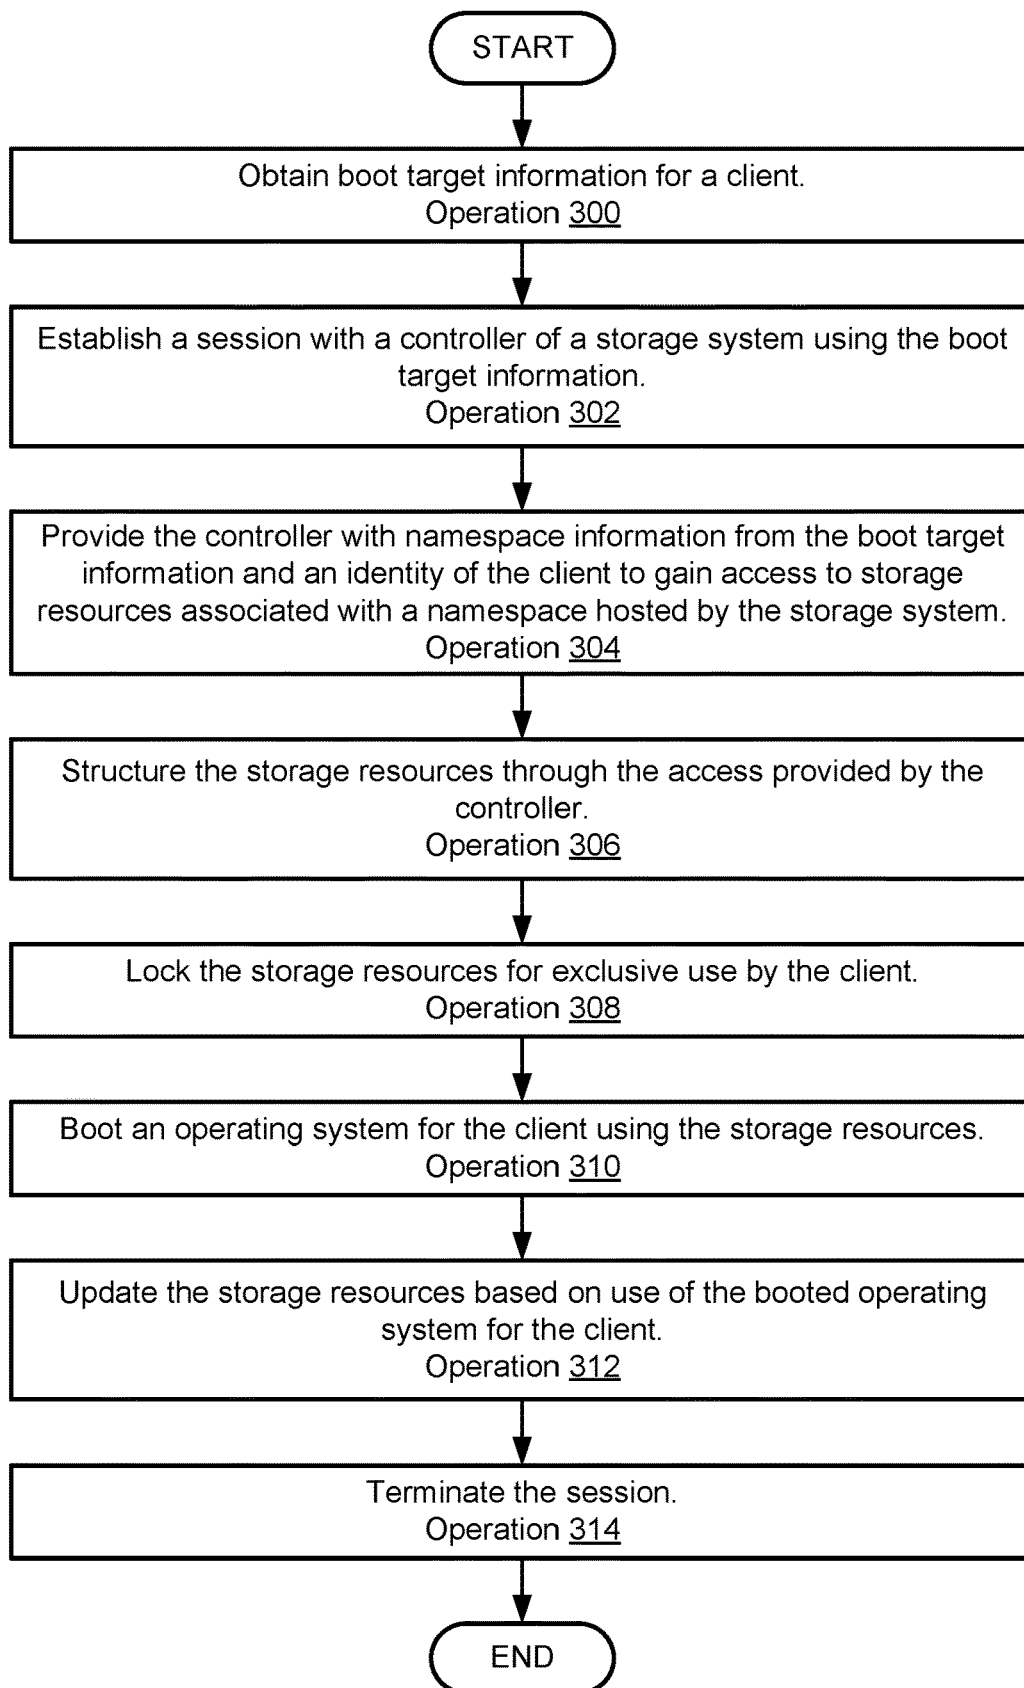 START
Obtain boot target information for a client.
Operation 300
Establish a session with a controller of a storage system using the boot
target information.
Operation 302
Provide the controller with namespace information from the boot target
information and an identity of the client to gain access to storage
resources associated with a namespace hosted by the storage system.
Operation 304
Structure the storage resources through the access provided by the
controller.
Operation 306
Lock the storage resources for exclusive use by the client.
Operation 308
Boot an operating system for the client using the storage resources.
Operation 310
Update the storage resources based on use of the booted operating
system for the client.
Operation 312
Terminate the session.
Operation 314
END